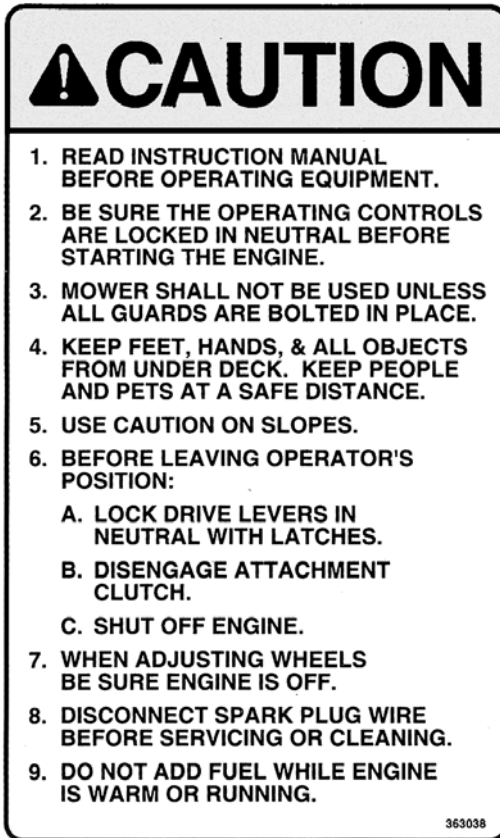 CAUTION
1. READ INSTRUCTION MANUAL
BEFORE OPERATING EQUIPMENT.
2. BE SURE THE OPERATING CONTROLS
ARE LOCKED IN NEUTRAL BEFORE
STARTING THE ENGINE.
3. MOWER SHALL NOT BE USED UNLESS
ALL GUARDS ARE BOLTED IN PLACE.
4. KEEP FEET, HANDS, & ALL OBJECTS
FROM UNDER DECK. KEEP PEOPLE
AND PETS AT A SAFE DISTANCE.
5. USE CAUTION ON SLOPES.
6. BEFORE LEAVING OPERATOR'S
POSITION:
A. LOCK DRIVE LEVERS IN
NEUTRAL WITH LATCHES.
B. DISENGAGE ATTACHMENT
CLUTCH.
C. SHUT OFF ENGINE.
7. WHEN ADJUSTING WHEELS
BE SURE ENGINE IS OFF.
8. DISCONNECT SPARK PLUG WIRE
BEFORE SERVICING OR CLEANING.
9. DO NOT ADD FUEL WHILE ENGINE
IS WARM OR RUNNING.
363038